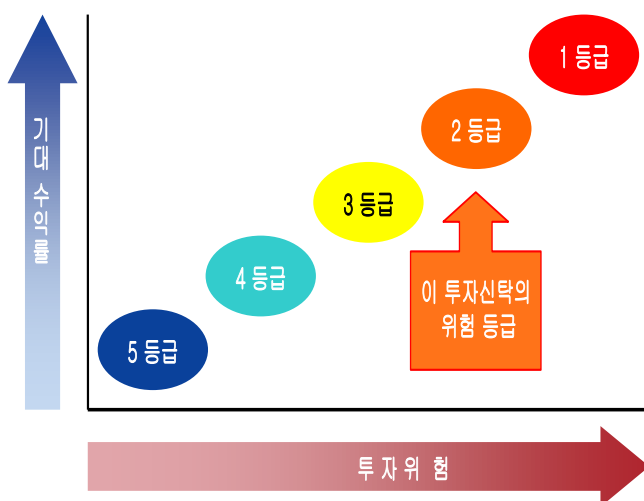 기대 수익률
1 등급
2 등급
3 등급
4 등급
5 등급
이 투자신탁의
위험 등급
투 자 위 험